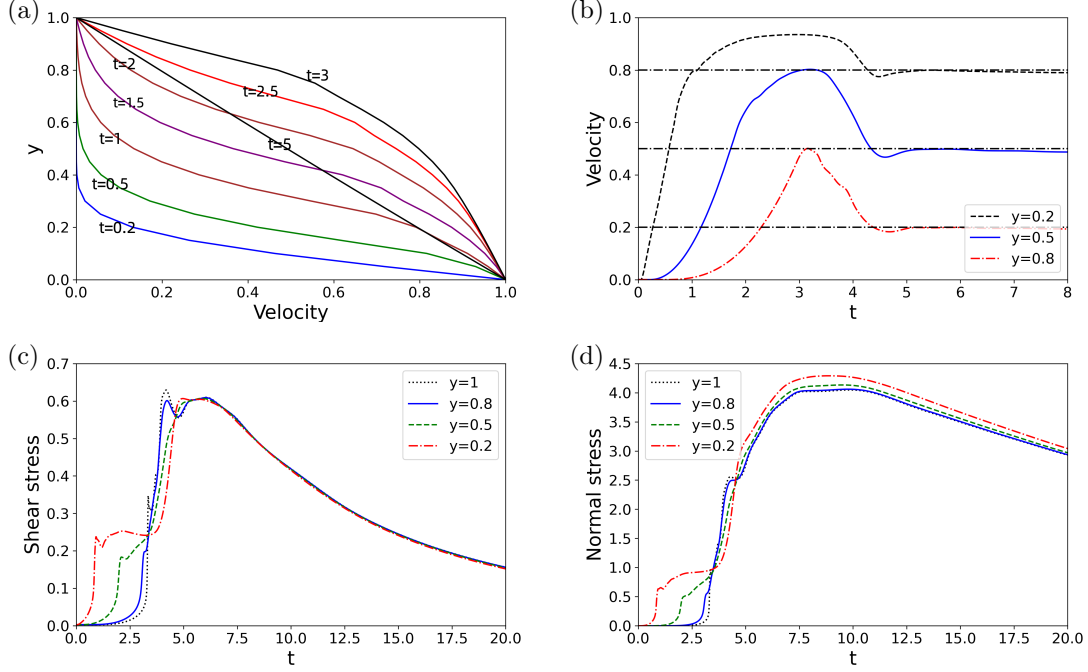 (a)
1.0
0.8
0.6
0.4
0.2
0.0
y
t=3
t=2
t=2.5
t=1.5
t=1
t=5
t=0.5
t=0.2
0.0 0.2 0.4 0.6 0.8 1.0
Velocity
(b)
1.0
0.8
0.6
0.4
0.2
0.0
Velocity
y=0.2
y=0.5
y=0.8
0 1 2 3 4 5 6 7 8
t
(c)
0.7
0.6
0.5
0.4
0.3
0.2
0.1
0.0
Shear stress
y=1
y=0.8
y=0.5
y=0.2
0.0 2.5 5.0 7.5 10.0 12.5 15.0 17.5 20.0
t
(d)
4.5
4.0
3.5
3.0
2.5
2.0
1.5
1.0
0.5
0.0
Normal stress
y=1
y=0.8
y=0.5
y=0.2
0.0 2.5 5.0 7.5 10.0 12.5 15.0 17.5 20.0
t